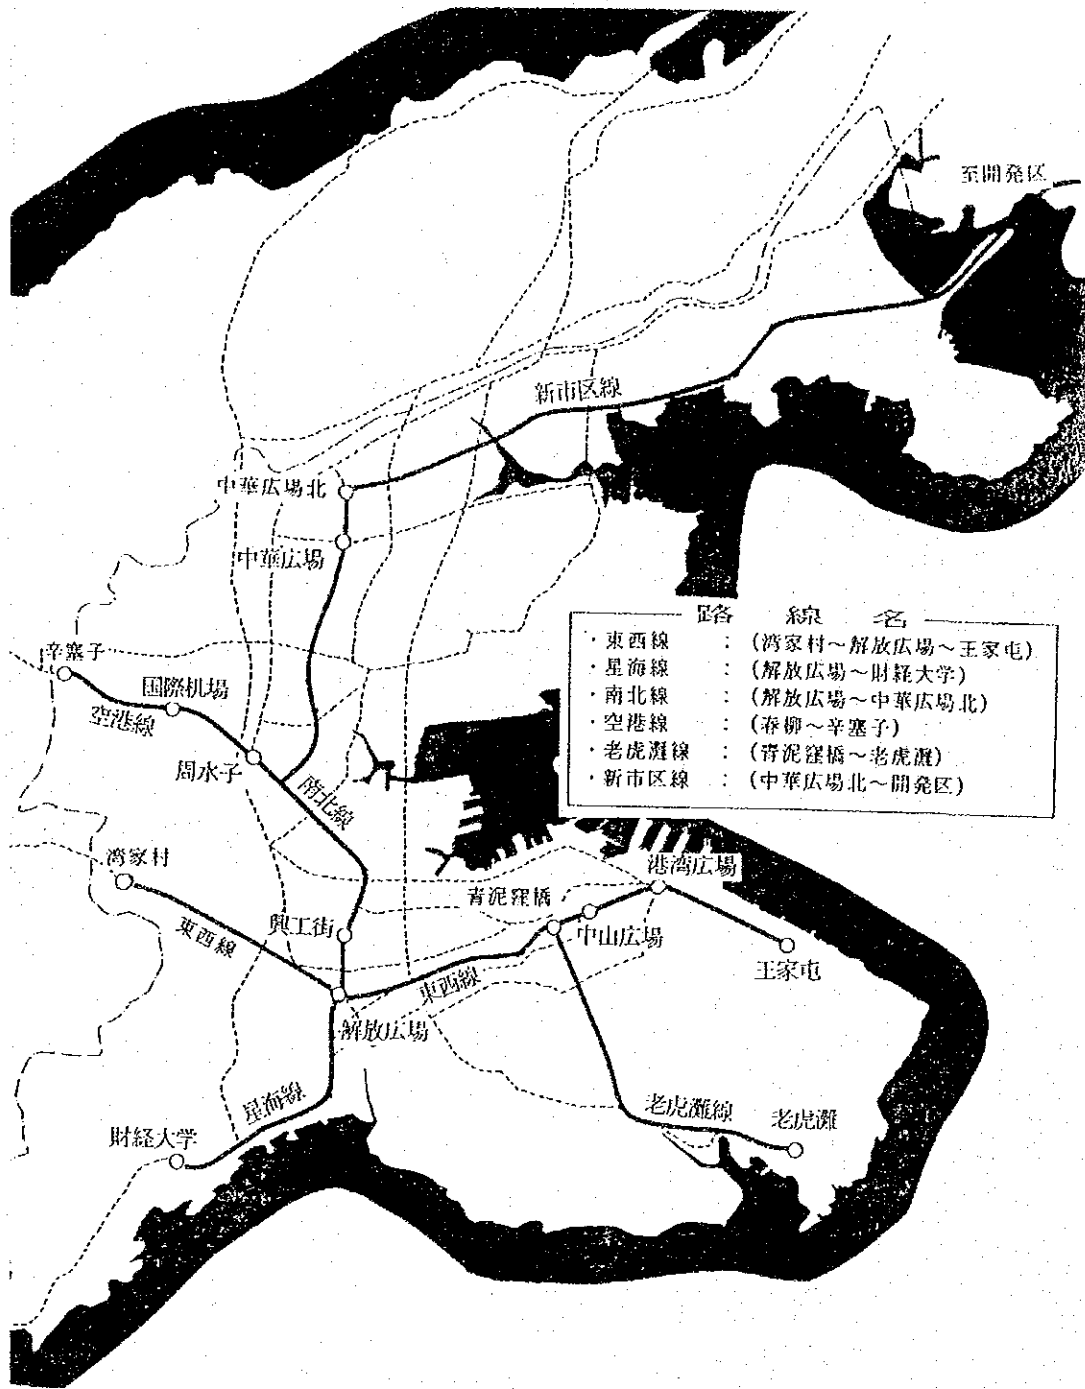 至開発区
新市区線
中華広場北
中華広場
路線名
・東西線 : (湾家村～解放広場～王家屯)
・星海線 : (解放広場～財経大学)
・南北線 : (解放広場～中華広場北)
・空港線 : (春柳～辛塞子)
・老虎灘線 : (青泥窪橋～老虎灘)
・新市区線 : (中華広場北～開発区)
辛塞子
国際机場
空港線
周水子
南北線
湾家村
港湾広場
青泥窪橋
東西線
興工街
中山広場
王家屯
東西線
解放広場
星海線
老虎灘線
老虎灘
財経大学